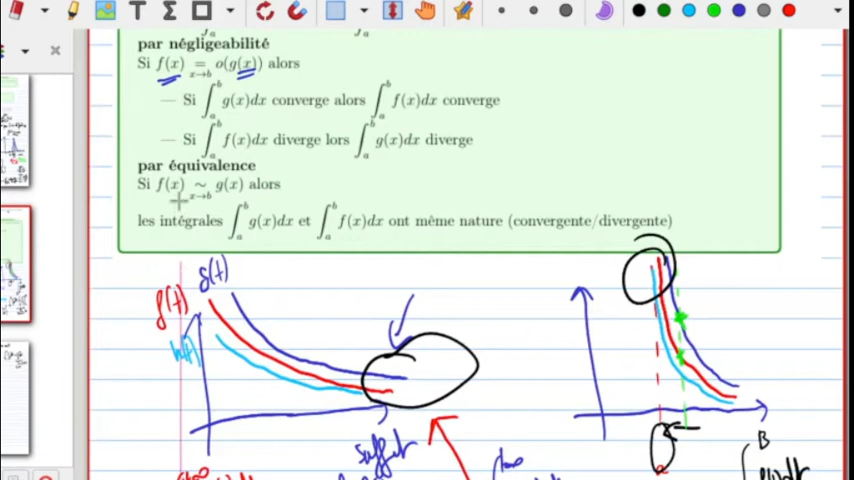 par négligeabilité
Si f(x) = o(g(x)) alors
x→b
— Si ∫_a^b g(x)dx converge alors ∫_a^b f(x)dx converge
— Si ∫_a^b f(x)dx diverge lors ∫_a^b g(x)dx diverge
par équivalence
Si f(x) ∼ g(x) alors
x→b
les intégrales ∫_a^b g(x)dx et ∫_a^b f(x)dx ont même nature (convergente/divergente)
f(t)
h(t)
suffit
B